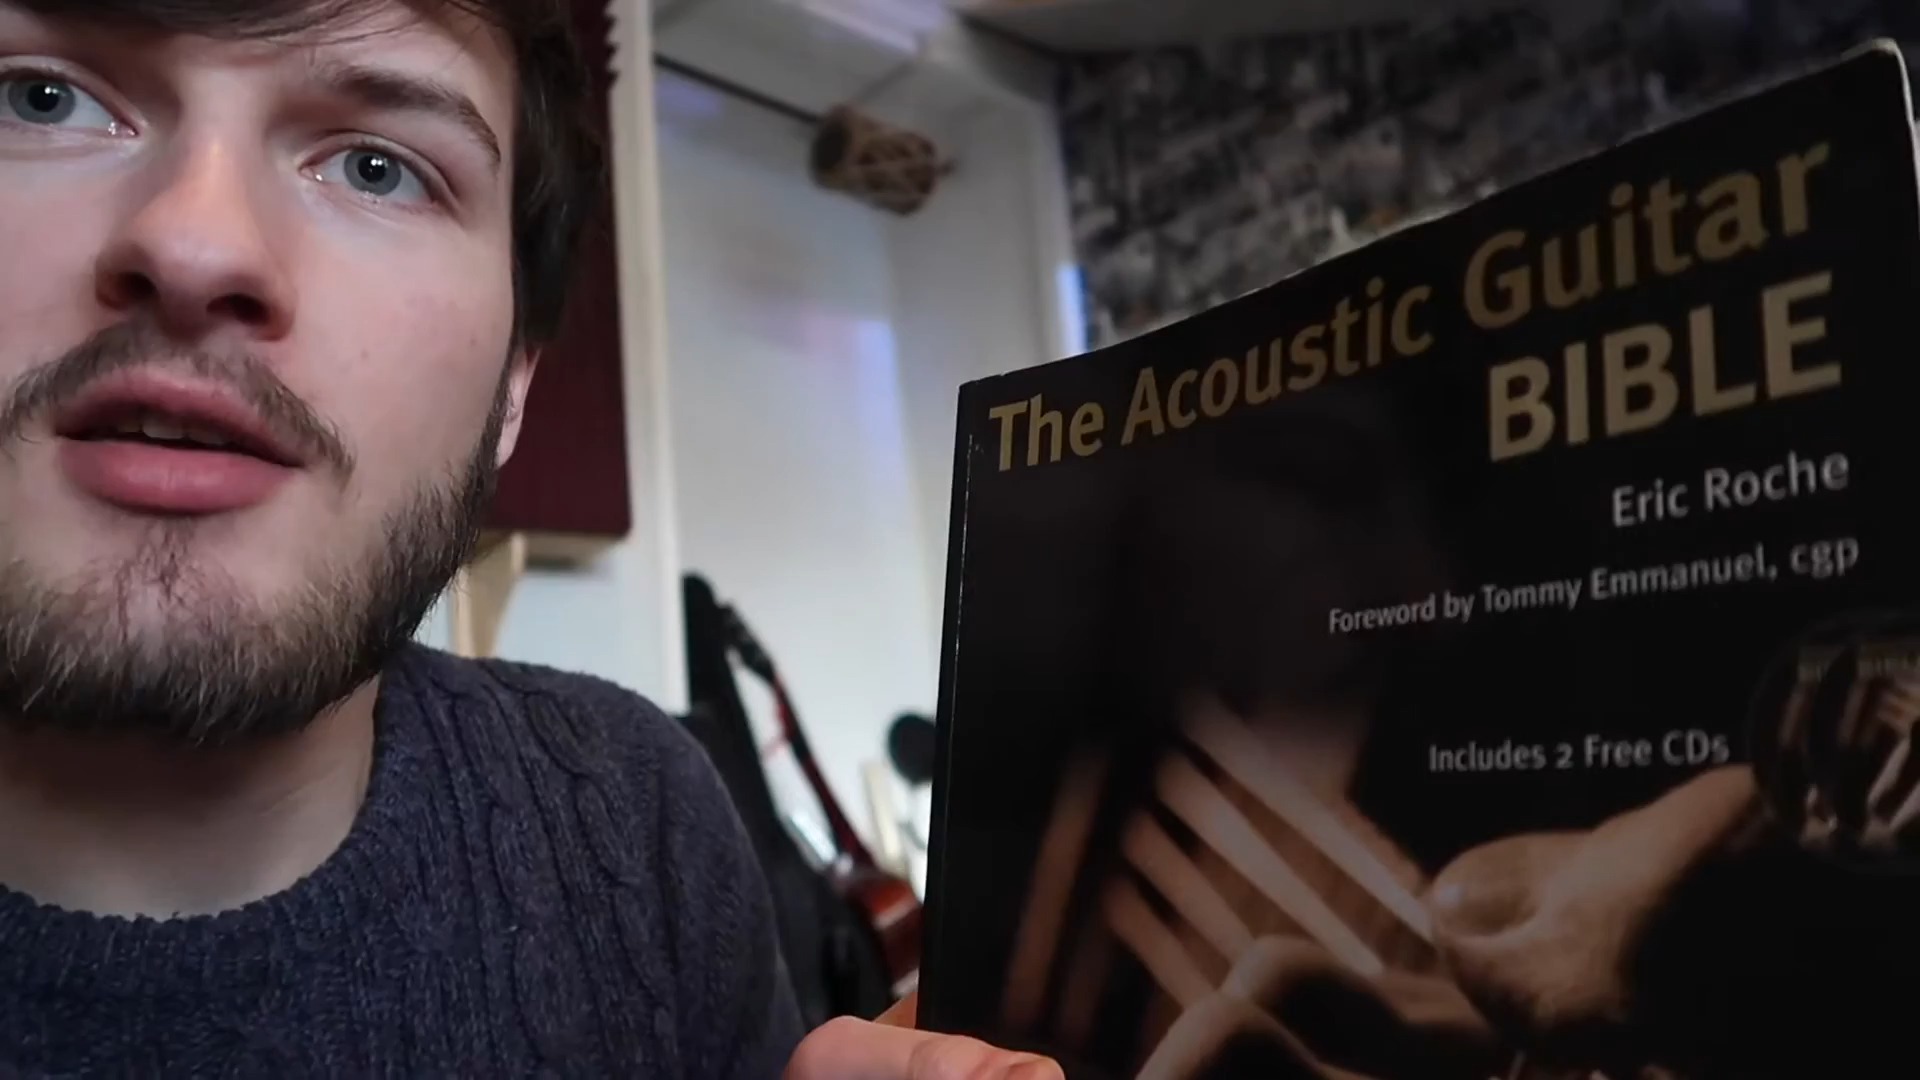 The Acoustic Guitar
BIBLE
Eric Roche
Foreword by Tommy Emmanuel, cgp
Includes 2 Free CDs